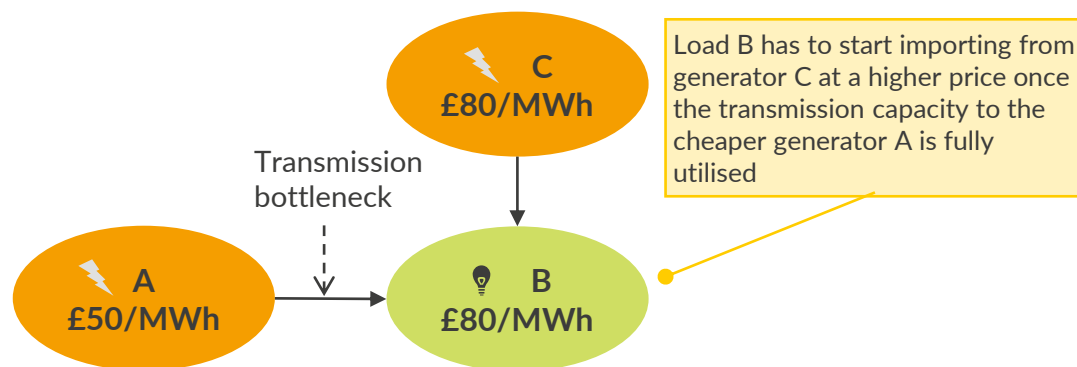 C
£80/MWh
Load B has to start importing from
generator C at a higher price once
the transmission capacity to the
cheaper generator A is fully
utilised
Transmission
bottleneck
A
£50/MWh
B
£80/MWh